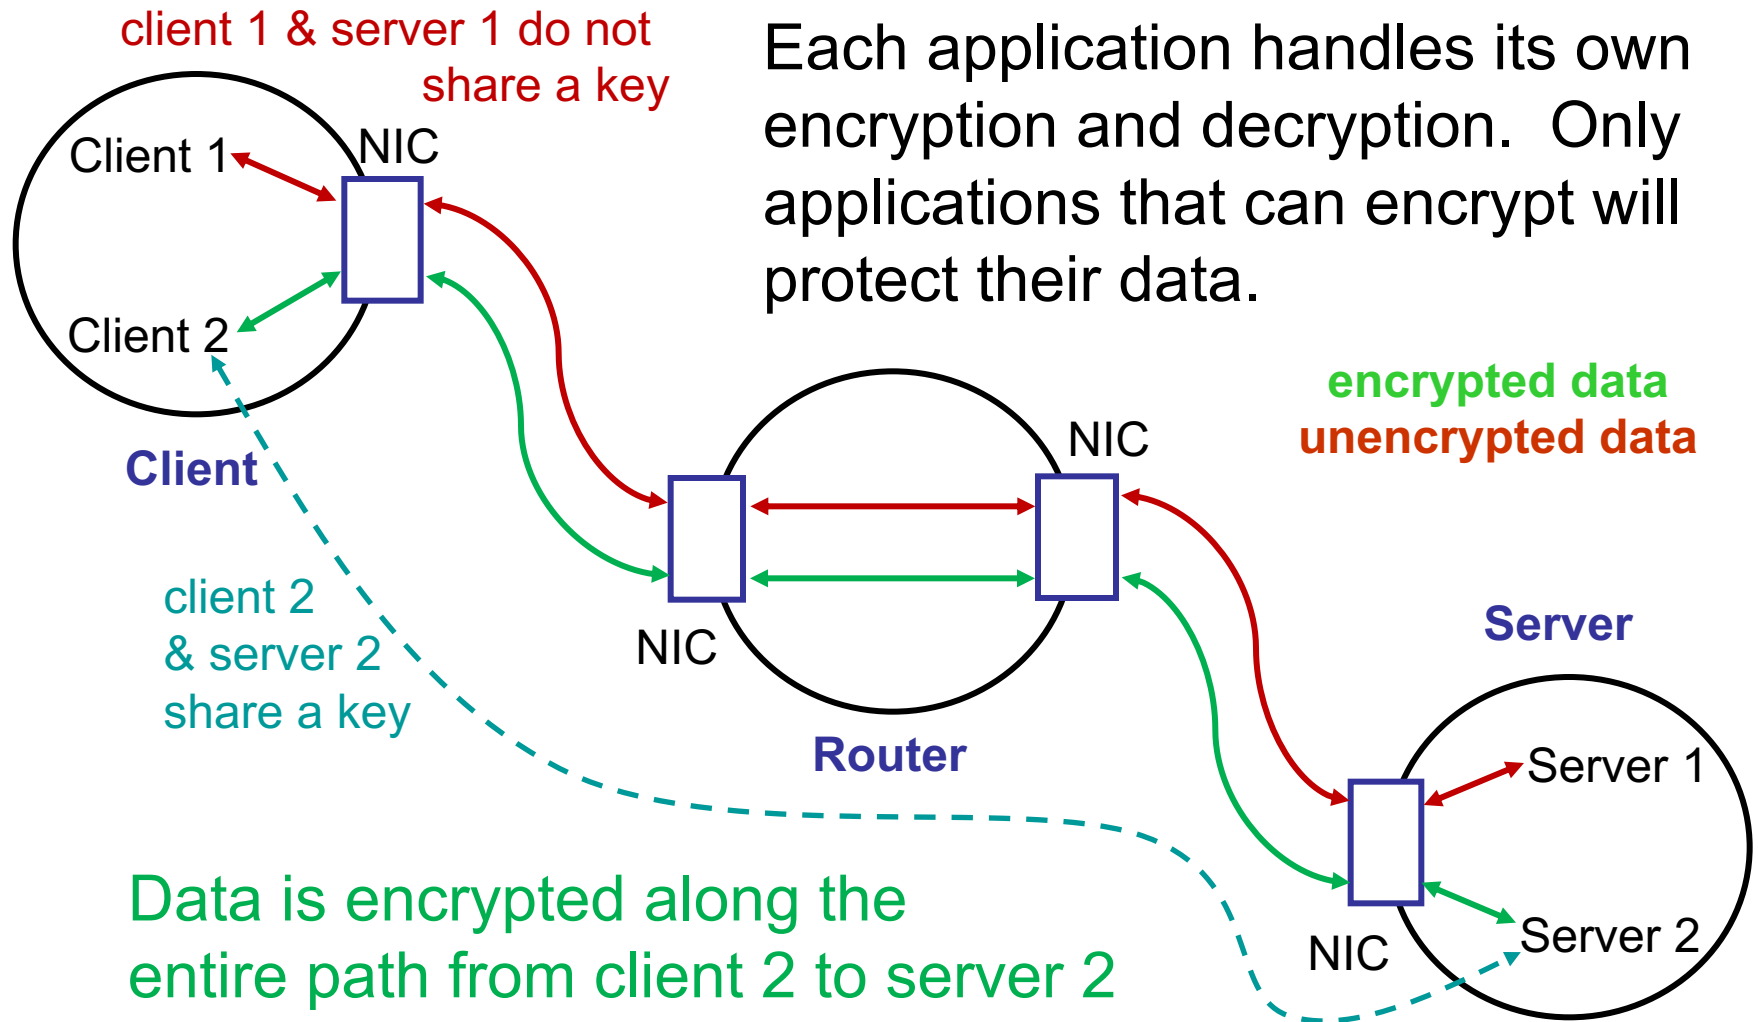 client 1 & server 1 do not
share a key
Each application handles its own
encryption and decryption.  Only
applications that can encrypt will
protect their data.
Client 1
NIC
Client 2
Client
encrypted data
unencrypted data
NIC
client 2
& server 2
share a key
NIC
Router
Server
Server 1
Server 2
NIC
Data is encrypted along the
entire path from client 2 to server 2